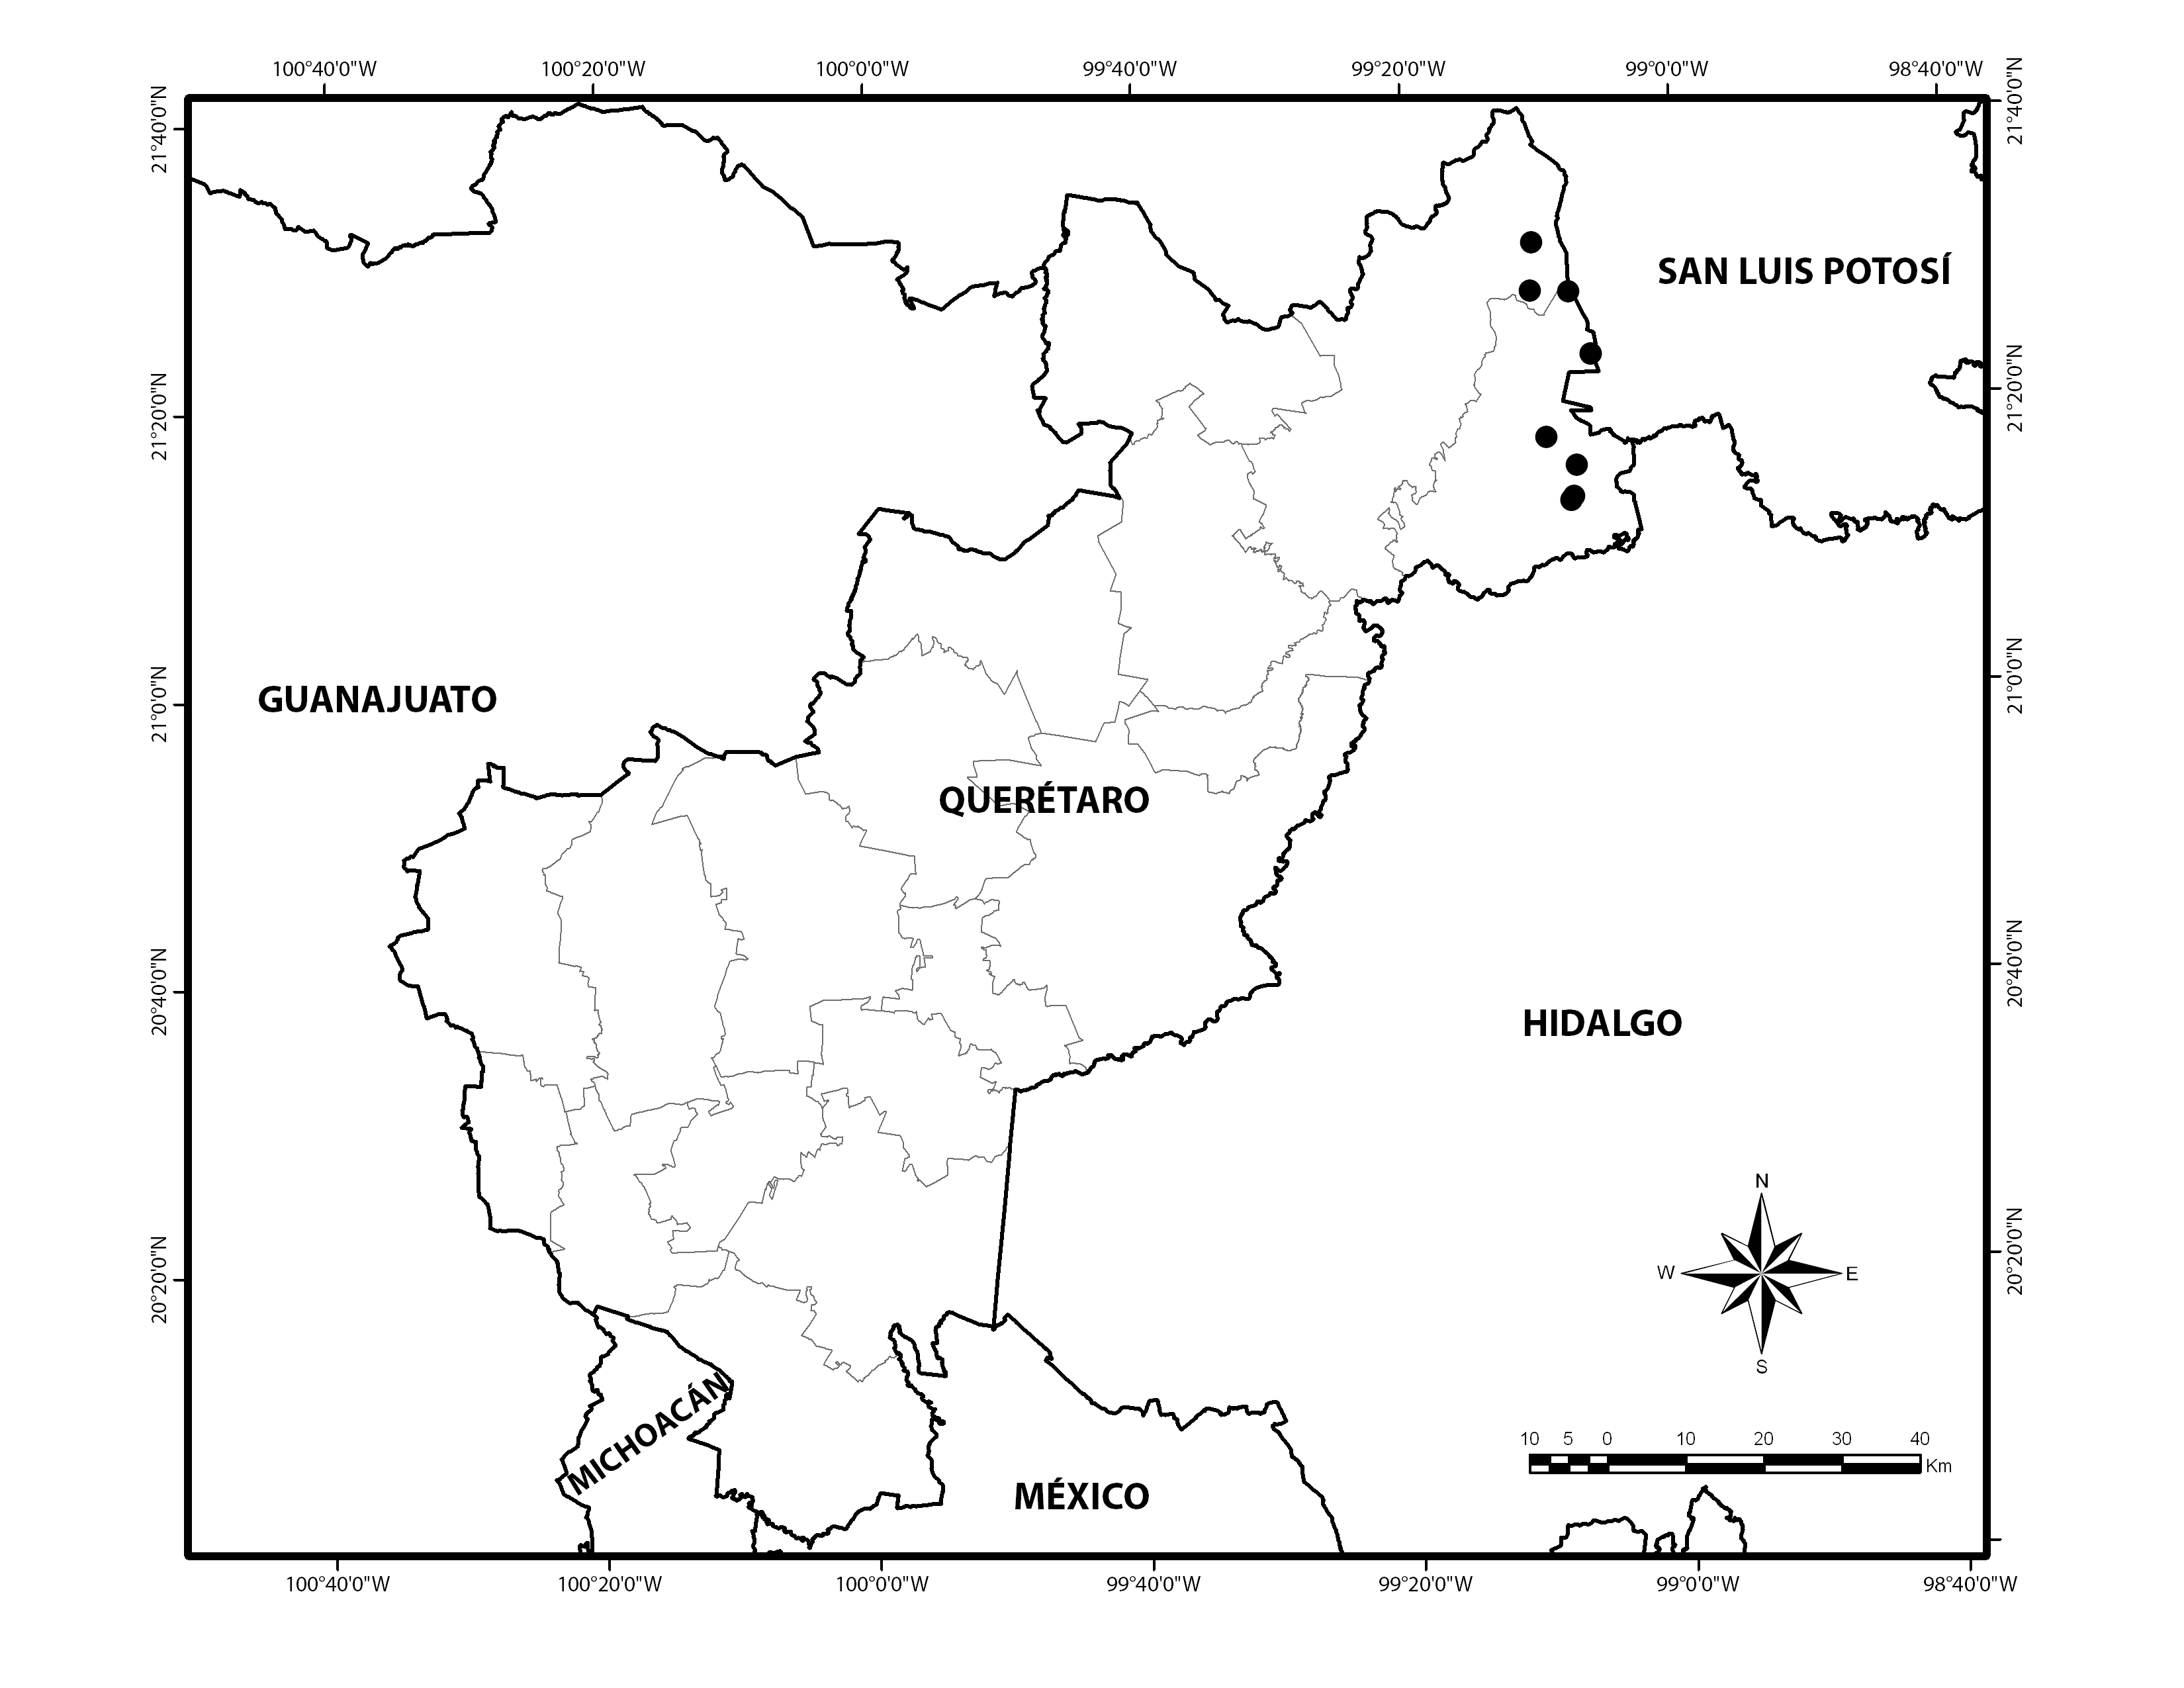 100°40'0"W 100°20'0"W 100°0'0"W 99°40'0"W 99°20'0"W 99°0'0"W 98°40'0"W
21°40'0"N 21°40'0"N
SAN LUIS POTOSÍ
21°20'0"N 21°20'0"N
GUANAJUATO
21°0'0"N 21°0'0"N
QUERÉTARO
20°40'0"N 20°40'0"N
HIDALGO
N
W E
S
20°20'0"N 20°20'0"N
MICHOACÁN
10 5 0 10 20 30 40
Km
MÉXICO
100°40'0"W 100°20'0"W 100°0'0"W 99°40'0"W 99°20'0"W 99°0'0"W 98°40'0"W